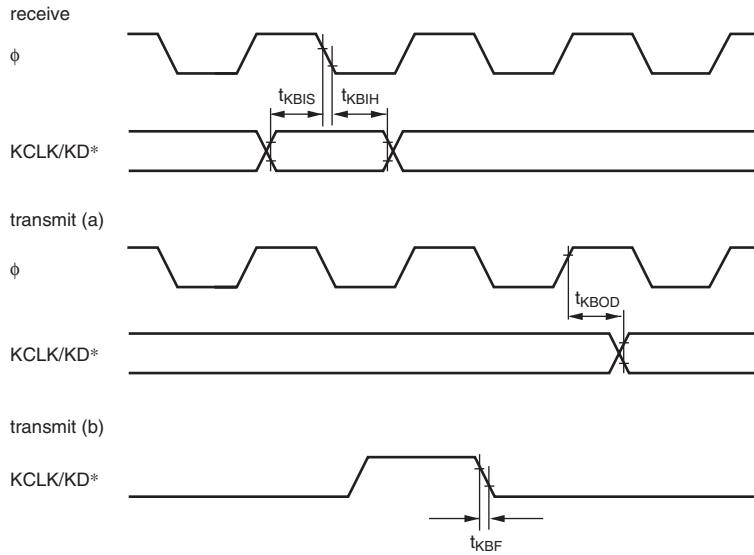 receive
ϕ
tKBIS
tKBIH
KCLK/KD*
transmit (a)
ϕ
tKBOD
KCLK/KD*
transmit (b)
KCLK/KD*
tKBF